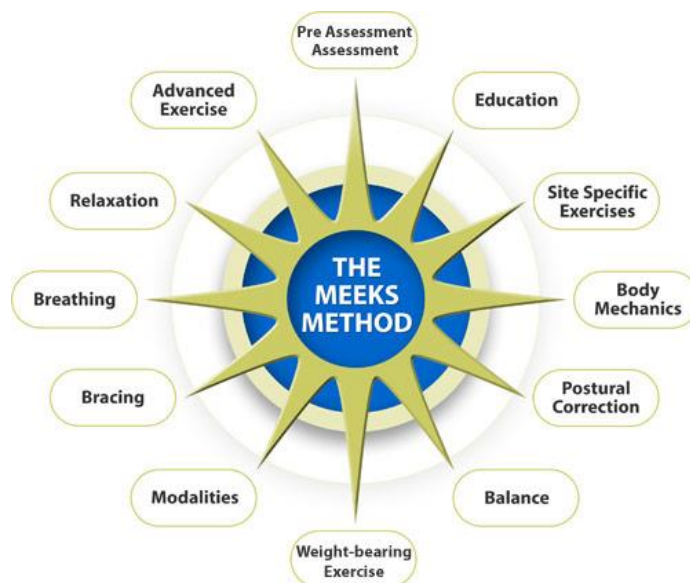 Pre Assessment
Assessment
Education
Site Specific
Exercises
Body
Mechanics
Postural
Correction
Balance
Weight-bearing
Exercise
Modalities
Bracing
Breathing
Relaxation
Advanced
Exercise
THE
MEEKS
METHOD